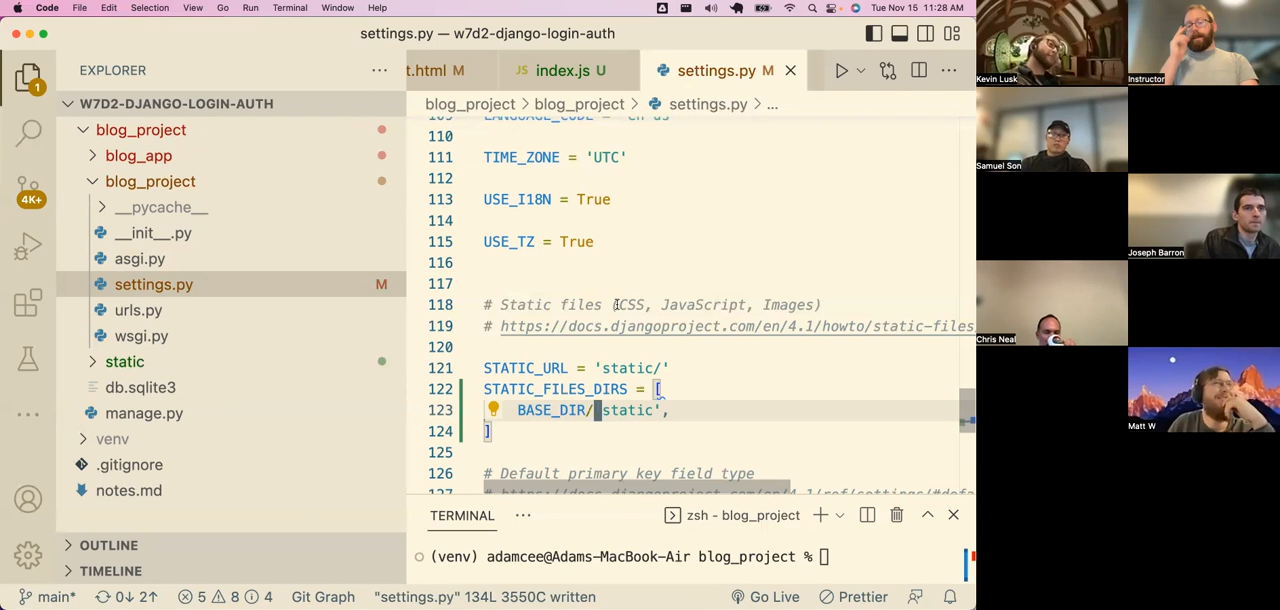 Code File Edit Selection View Go Run Terminal Window Help Tue Nov 15 11:28 AM
settings.py — w7d2-django-login-auth
EXPLORER
t.html M JS index.js U settings.py M
W7D2-DJANGO-LOGIN-AUTH
blog_project > blog_project > settings.py > ...
blog_project
blog_app
blog_project
__pycache__
__init__.py
asgi.py
settings.py M
urls.py
wsgi.py
static
db.sqlite3
manage.py
venv
.gitignore
notes.md
OUTLINE
TIMELINE
1
4K+
110
111 TIME_ZONE = 'UTC'
112
113 USE_I18N = True
114
115 USE_TZ = True
116
117
118 # Static files (CSS, JavaScript, Images)
119 # https://docs.djangoproject.com/en/4.1/howto/static-files
120
121 STATIC_URL = 'static/'
122 STATIC_FILES_DIRS = [
123 BASE_DIR/'static',
124 ]
125
126 # Default primary key field type
TERMINAL zsh - blog_project
(venv) adamcee@Adams-MacBook-Air blog_project %
main* 0↓ 2↑ 5 8 4 Git Graph "settings.py" 134L 3550C written Go Live Prettier
Kevin Lusk
Instructor
Samuel Son
Joseph Barron
Chris Neal
Matt W